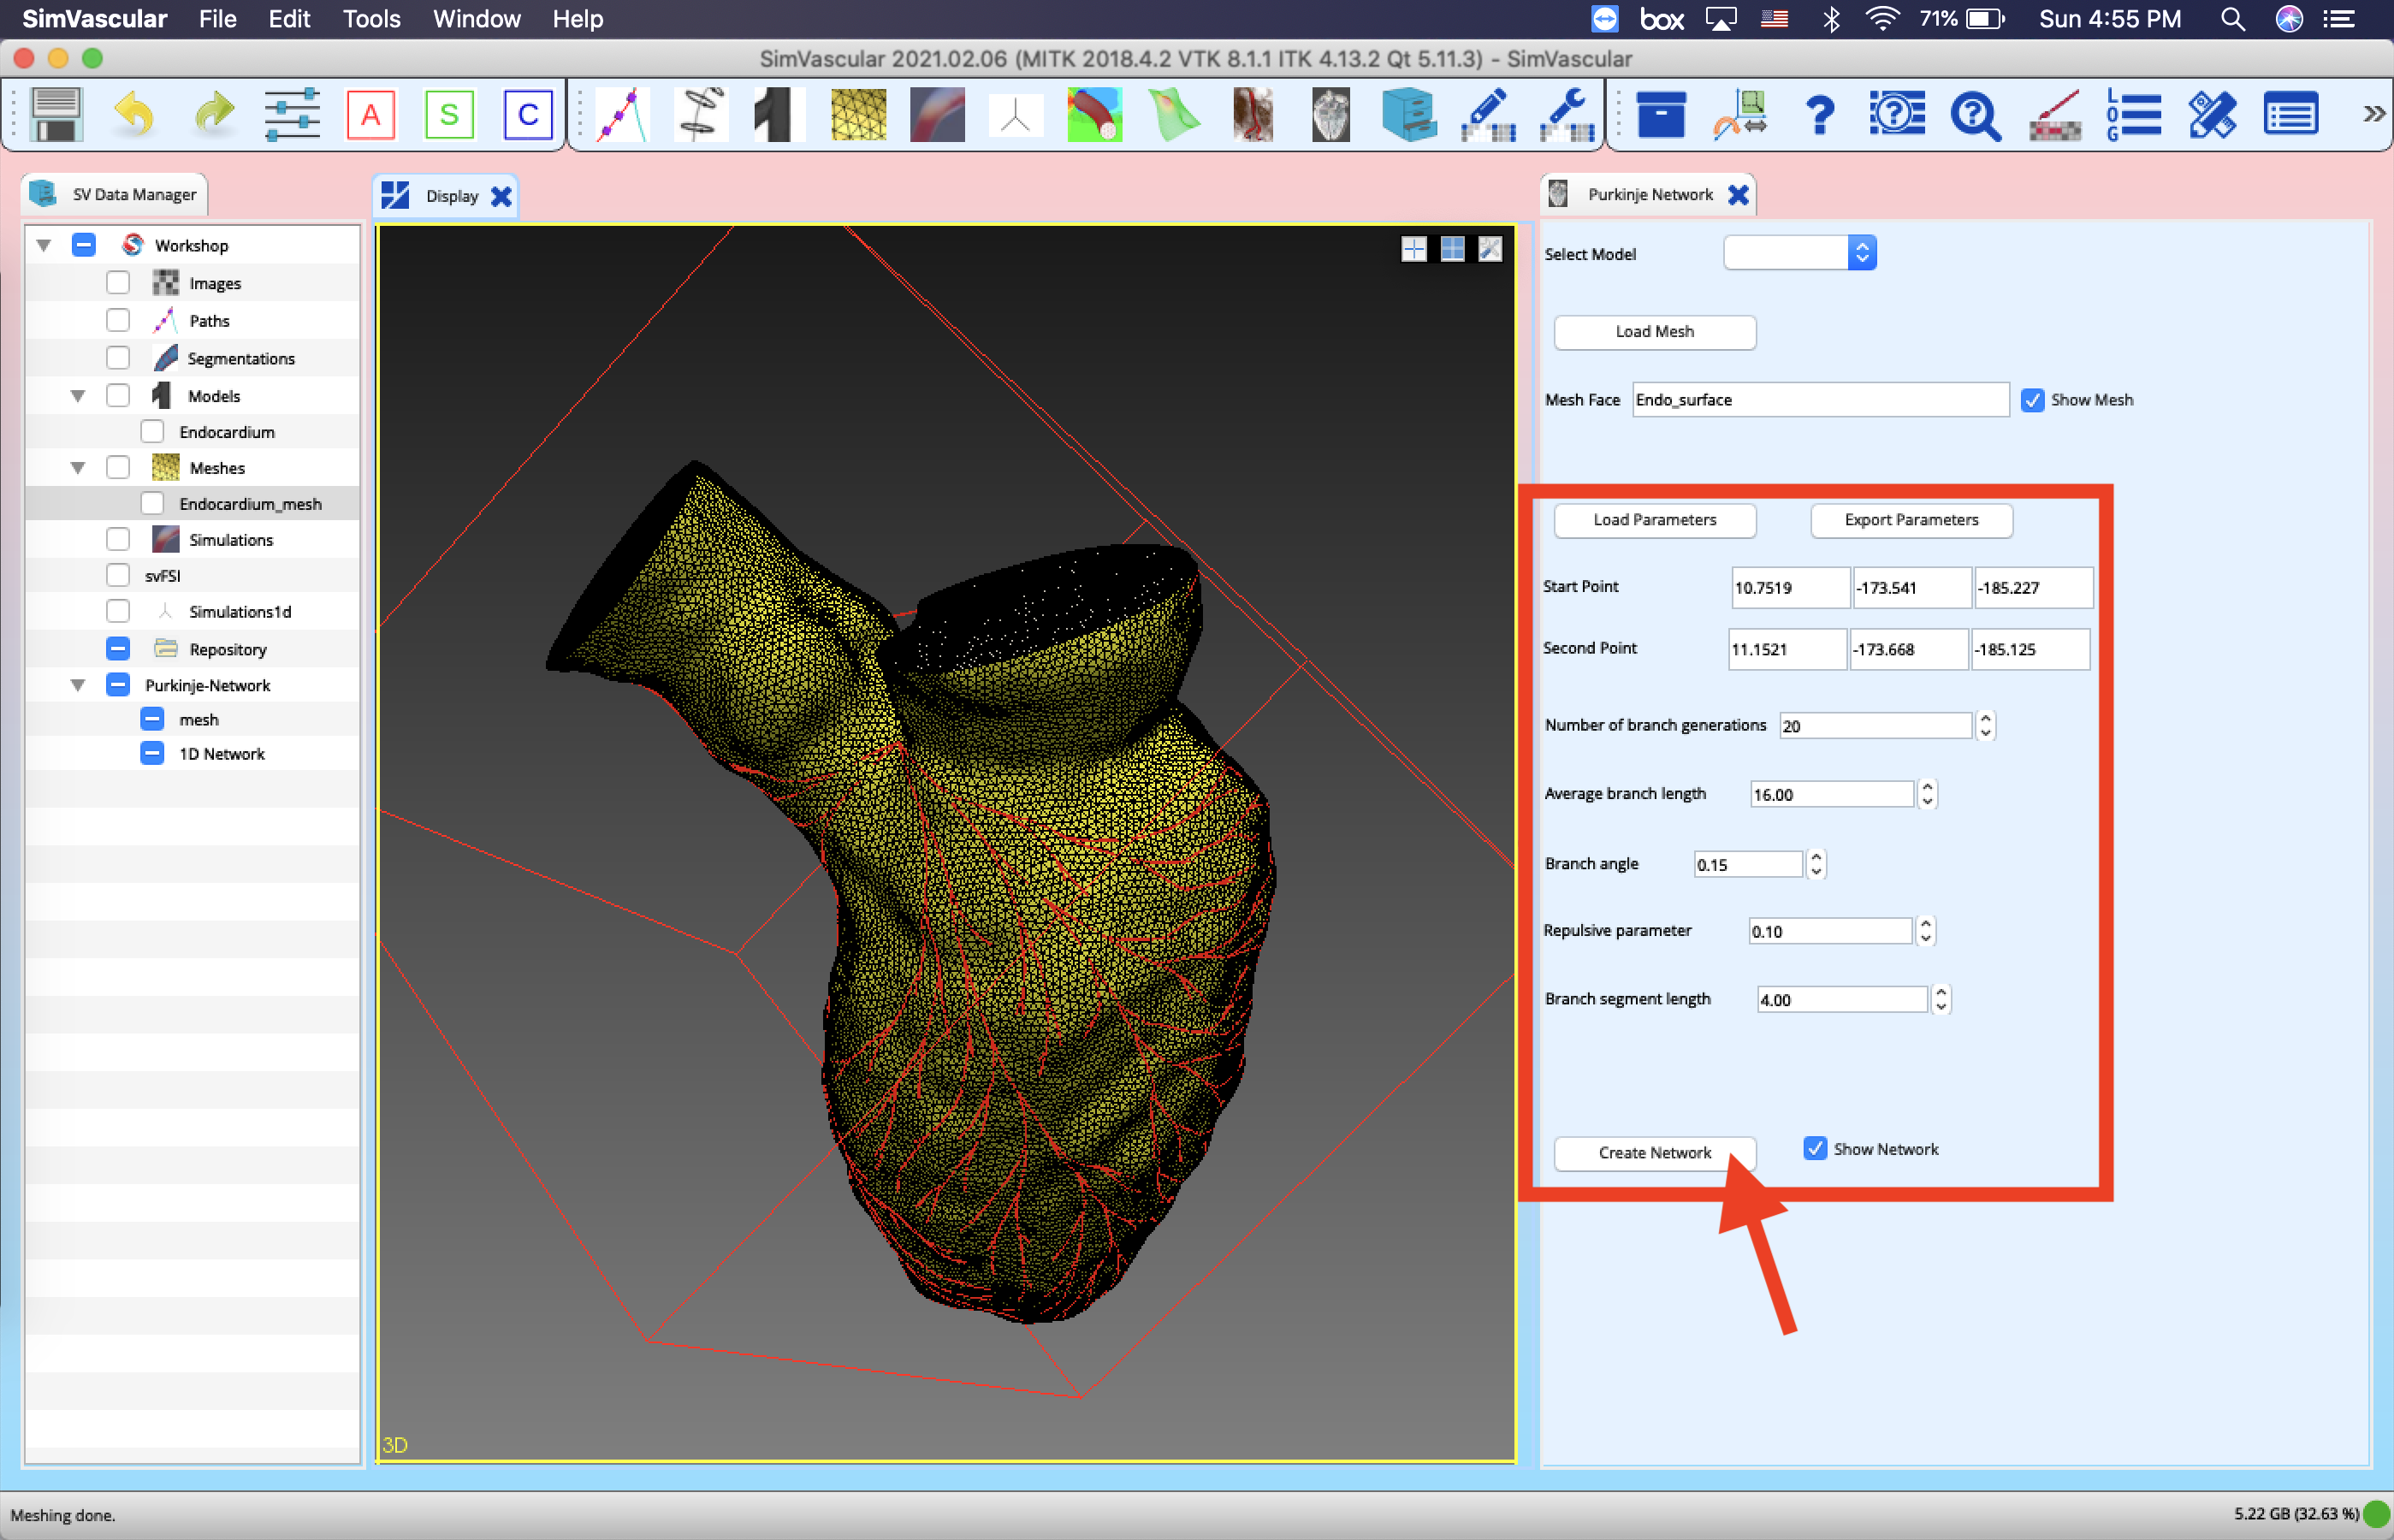 SimVascular File Edit Tools Window Help box 71% Sun 4:55 PM
SimVascular 2021.02.06 (MITK 2018.4.2 VTK 8.1.1 ITK 4.13.2 Qt 5.11.3) - SimVascular
A S C ? ? ? LOG »
SV Data Manager
Workshop
Images
Paths
Segmentations
Models
Endocardium
Meshes
Endocardium_mesh
Simulations
svFSI
Simulations1d
Repository
Purkinje-Network
mesh
1D Network
Display
3D
Purkinje Network
Select Model
Load Mesh
Mesh Face Endo_surface Show Mesh
Load Parameters Export Parameters
Start Point 10.7519 -173.541 -185.227
Second Point 11.1521 -173.668 -185.125
Number of branch generations 20
Average branch length 16.00
Branch angle 0.15
Repulsive parameter 0.10
Branch segment length 4.00
Create Network Show Network
Meshing done. 5.22 GB (32.63 %)